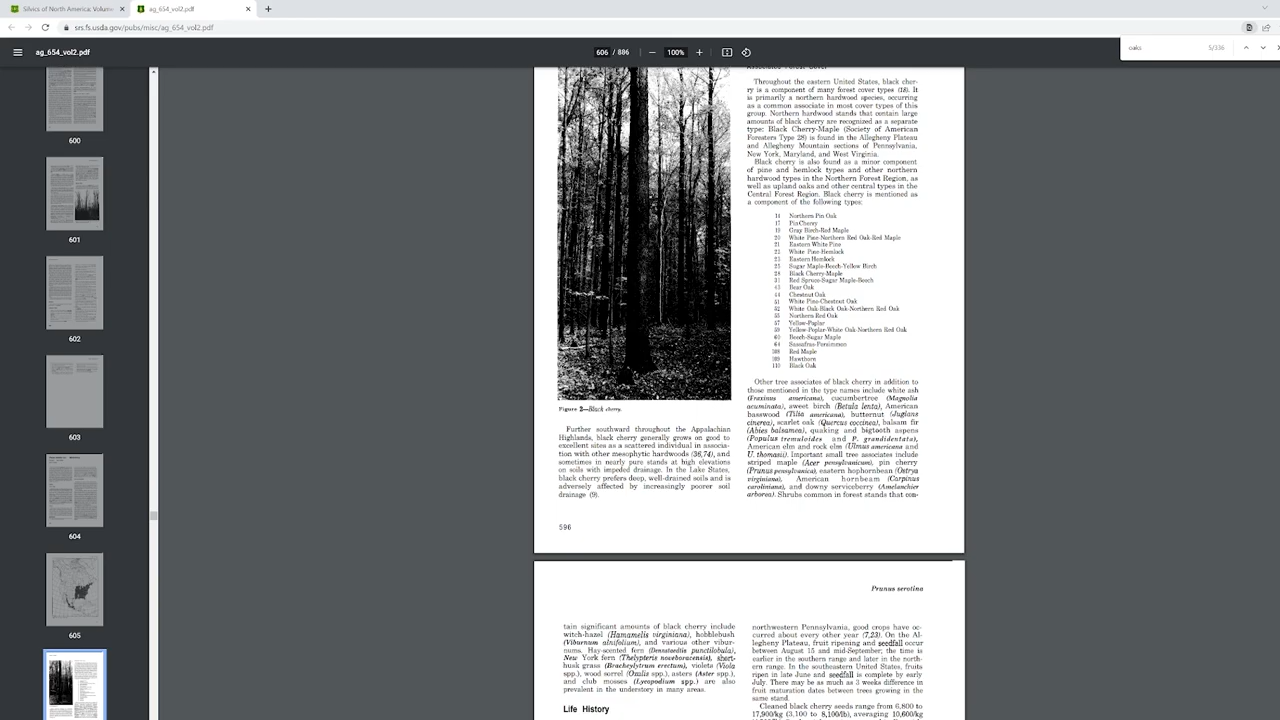 Silvics of North America: Volume
ag_654_vol2.pdf
srs.fs.usda.gov/pubs/misc/ag_654_vol2.pdf
ag_654_vol2.pdf
606 / 886
100%
oaks
5/336
600
601
602
603
604
605
Throughout the eastern United States, black cher-
ry is a component of many forest cover types (18). It
is primarily a northern hardwood species, occurring
as a common associate in most cover types of this
group. Northern hardwood stands that contain large
amounts of black cherry are recognized as a separate
type: Black Cherry-Maple (Society of American
Foresters Type 28) is found in the Allegheny Plateau
and Allegheny Mountain sections of Pennsylvania,
New York, Maryland, and West Virginia.
Black cherry is also found as a minor component
of pine and hemlock types and other northern
hardwood types in the Northern Forest Region, as
well as upland oaks and other central types in the
Central Forest Region. Black cherry is mentioned as
a component of the following types:
14 Northern Pin Oak
17 Pin Cherry
19 Gray Birch-Red Maple
20 White Pine-Northern Red Oak-Red Maple
21 Eastern White Pine
22 White Pine-Hemlock
23 Eastern Hemlock
25 Sugar Maple-Beech-Yellow Birch
28 Black Cherry-Maple
31 Red Spruce-Sugar Maple-Beech
43 Bear Oak
44 Chestnut Oak
51 White Pine-Chestnut Oak
52 White Oak-Black Oak-Northern Red Oak
55 Northern Red Oak
57 Yellow-Poplar
59 Yellow-Poplar-White Oak-Northern Red Oak
60 Beech-Sugar Maple
64 Sassafras-Persimmon
108 Red Maple
109 Hawthorn
110 Black Oak
Other tree associates of black cherry in addition to
those mentioned in the type names include white ash
(Fraxinus americana), cucumbertree (Magnolia
acuminata), sweet birch (Betula lenta), American
basswood (Tilia americana), butternut (Juglans
cinerea), scarlet oak (Quercus coccinea), balsam fir
(Abies balsamea), quaking and bigtooth aspens
(Populus tremuloides and P. grandidentata),
American elm and rock elm (Ulmus americana and
U. thomasii). Important small tree associates include
striped maple (Acer pensylvanicum), pin cherry
(Prunus pensylvanica), eastern hophornbean (Ostrya
virginiana), American hornbeam (Carpinus
caroliniana), and downy serviceberry (Amelanchier
arborea). Shrubs common in forest stands that con-
Figure 2—Black cherry.
Further southward throughout the Appalachian
Highlands, black cherry generally grows on good to
excellent sites as a scattered individual in associa-
tion with other mesophytic hardwoods (36,74), and
sometimes in nearly pure stands at high elevations
on soils with impeded drainage. In the Lake States,
black cherry prefers deep, well-drained soils and is
adversely affected by increasingly poorer soil
drainage (9).
596
Prunus serotina
tain significant amounts of black cherry include
witch-hazel (Hamamelis virginiana), hobblebush
(Viburnum alnifolium), and various other vibur-
nums. Hay-scented fern (Dennstaedtia punctilobula),
New York fern (Thelypteris noveboracensis), short-
husk grass (Brachyelytrum erectum), violets (Viola
spp.), wood sorrel (Oxalis spp.), asters (Aster spp.),
and club mosses (Lycopodium spp.) are also
prevalent in the understory in many areas.
Life History
northwestern Pennsylvania, good crops have oc-
curred about every other year (7,23). On the Al-
legheny Plateau, fruit ripening and seedfall occur
between August 15 and mid-September; the time is
earlier in the southern range and later in the north-
ern range. In the southeastern United States, fruits
ripen in late June and seedfall is complete by early
July. There may be as much as 3 weeks difference in
fruit maturation dates between trees growing in the
same stand.
Cleaned black cherry seeds range from 6,800 to
17,900/kg (3,100 to 8,100/lb), averaging 10,600/kg